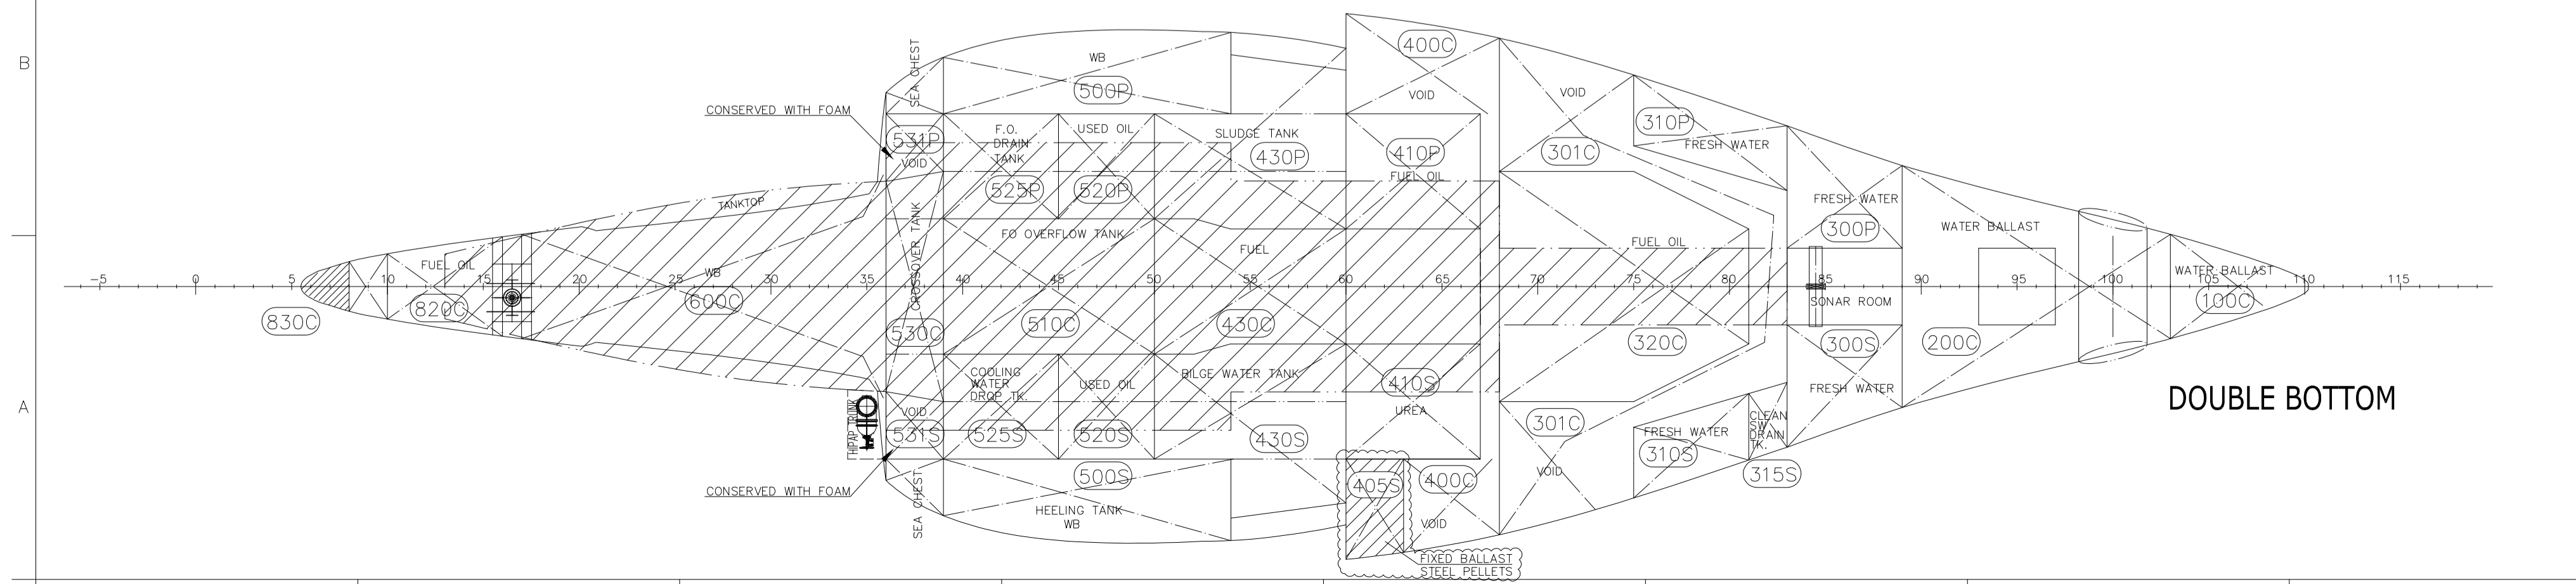 B
A
DOUBLE BOTTOM
-5
0
5
10
15
20
25
30
35
40
45
50
55
60
65
70
75
80
85
90
95
100
105
110
115
830C
FUEL OIL
820C
TANKTOP
WB
600C
CONSERVED WITH FOAM
SEA CHEST
531P
VOID
CROSSOVER TANK
530C
HIPAP TRUNK
VOID
531S
CONSERVED WITH FOAM
SEA CHEST
WB
500P
F.O.
DRAIN
TANK
525P
USED OIL
520P
SLUDGE TANK
430P
FO OVERFLOW TANK
510C
FUEL
430C
COOLING
WATER
DROP TK.
525S
USED OIL
520S
BILGE WATER TANK
430S
500S
HEELING TANK
WB
400C
VOID
410P
FUEL OIL
410S
UREA
405S
400C
VOID
FIXED BALLAST
STEEL PELLETS
VOID
301C
310P
FRESH WATER
FUEL OIL
320C
301C
VOID
FRESH WATER
310S
CLEAN
SW
DRAIN
TK.
315S
FRESH WATER
300P
SONAR ROOM
300S
FRESH WATER
WATER BALLAST
200C
WATER BALLAST
100C